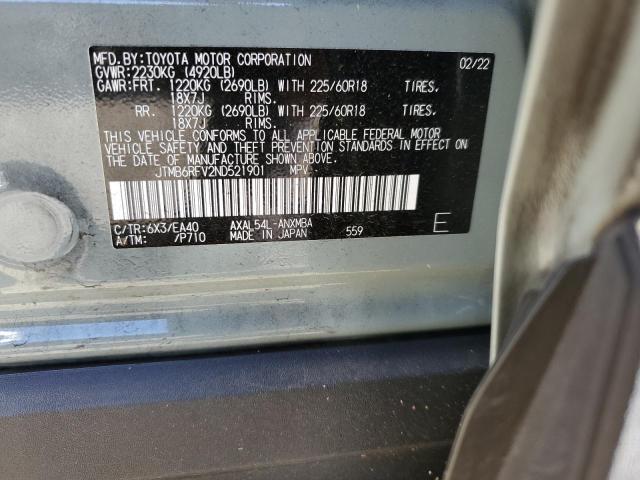 MFD.BY:TOYOTA MOTOR CORPORATION 02/22
GVWR:2230KG (4920LB)
GAWR:FRT. 1220KG (2690LB) WITH 225/60R18 TIRES,
18X7J RIMS.
RR. 1220KG (2690LB) WITH 225/60R18 TIRES,
18X7J RIMS.
THIS VEHICLE CONFORMS TO ALL APPLICABLE FEDERAL MOTOR
VEHICLE SAFETY AND THEFT PREVENTION STANDARDS IN EFFECT
ON THE DATE OF MANUFACTURE SHOWN ABOVE.
JTMB6RFV2ND521901 MPV
C/TR:6X3/EA40 AXAL54L-ANXMBA
A/TM: /P710 MADE IN JAPAN 559 E